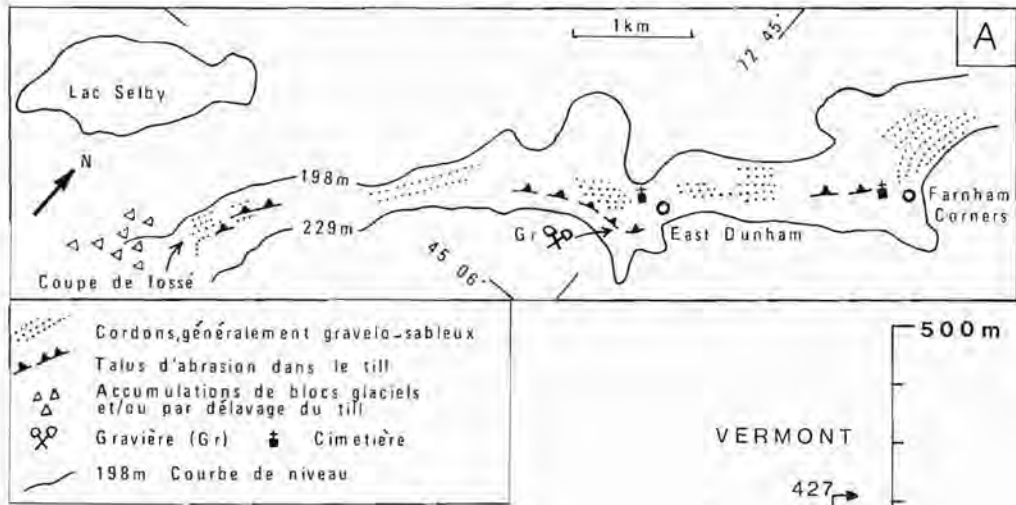 1km
72 45'
A
Lac Selby
N
198m
229m
Gr
45 06'
East Dunham
Farnham
Corners
Coupe de fossé
Cordons, généralement gravelo-sableux
Talus d'abrasion dans le till
Accumulations de blocs glaciels
et/ou par délavage du till
Gravière (Gr)
Cimetière
198m Courbe de niveau
500m
VERMONT
427